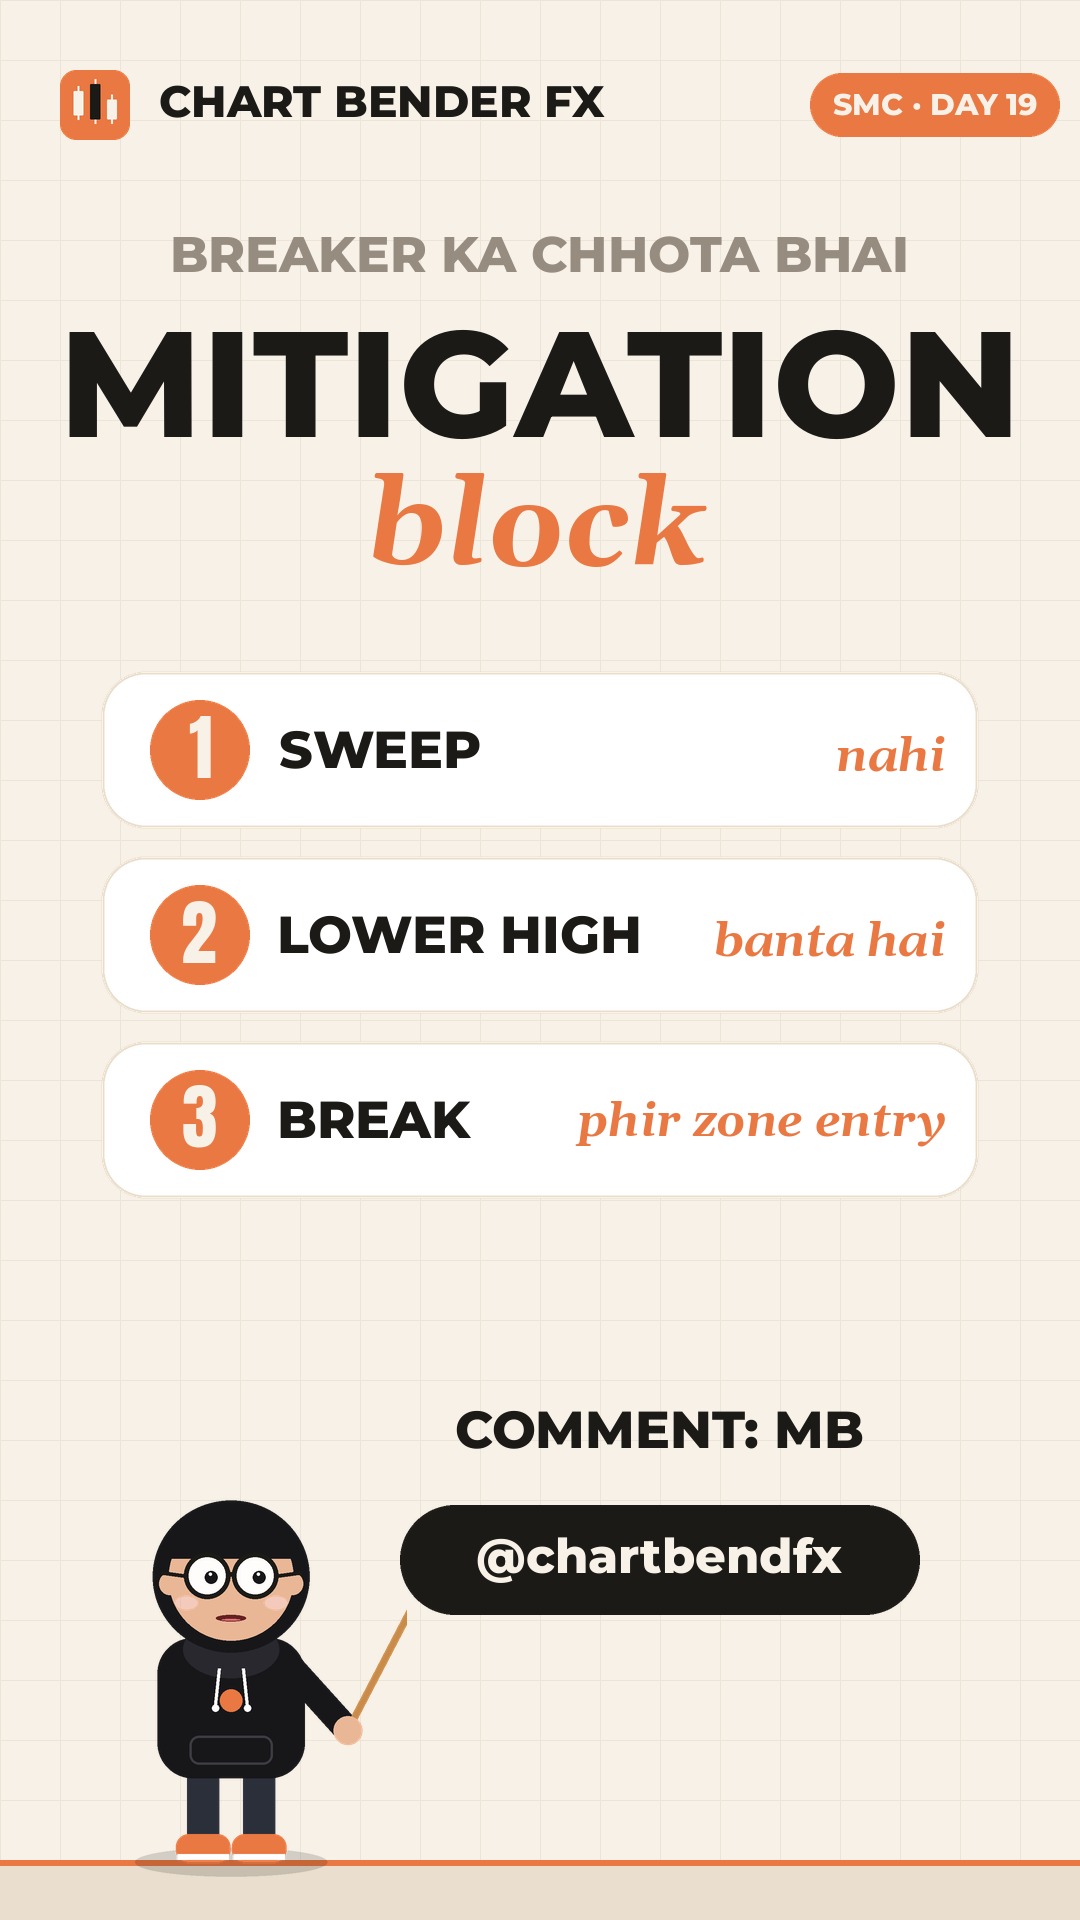 CHART BENDER FX
SMC • DAY 19
BREAKER KA CHHOTA BHAI
MITIGATION
block
1 SWEEP nahi
2 LOWER HIGH banta hai
3 BREAK phir zone entry
COMMENT: MB
@chartbendfx